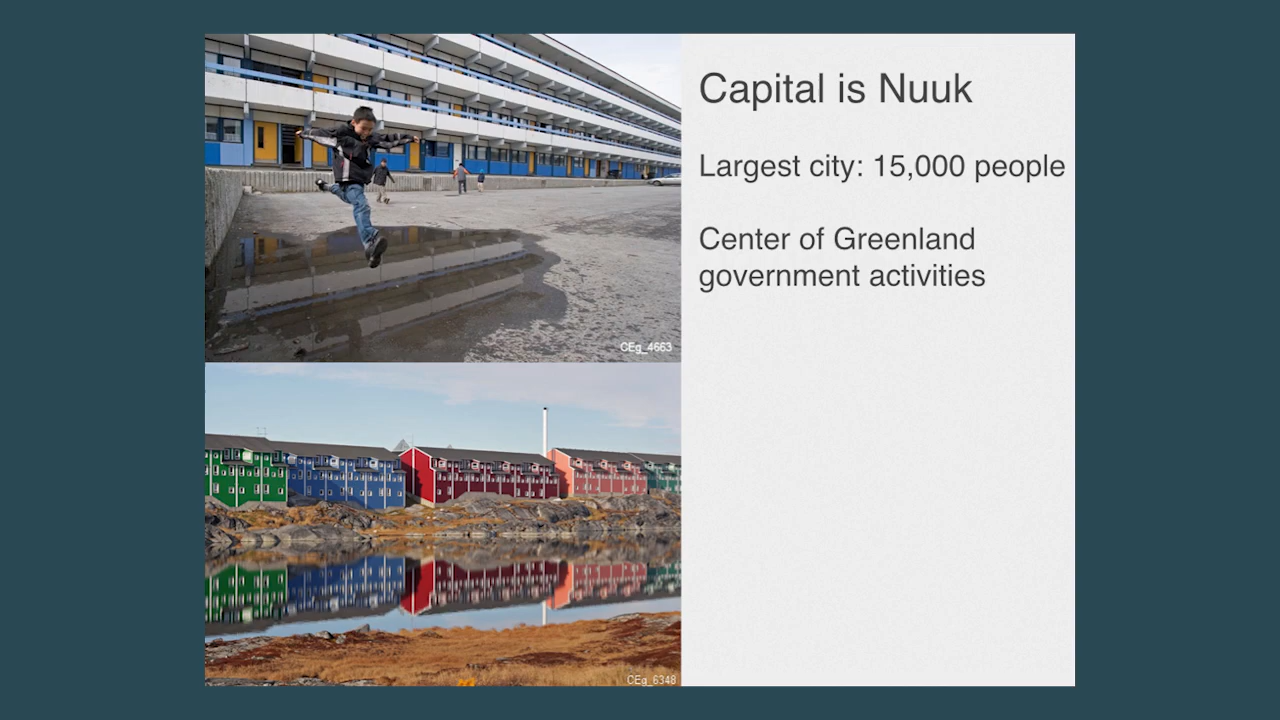 Capital is Nuuk
Largest city: 15,000 people
Center of Greenland
government activities
CEg_4663
CEg_6348